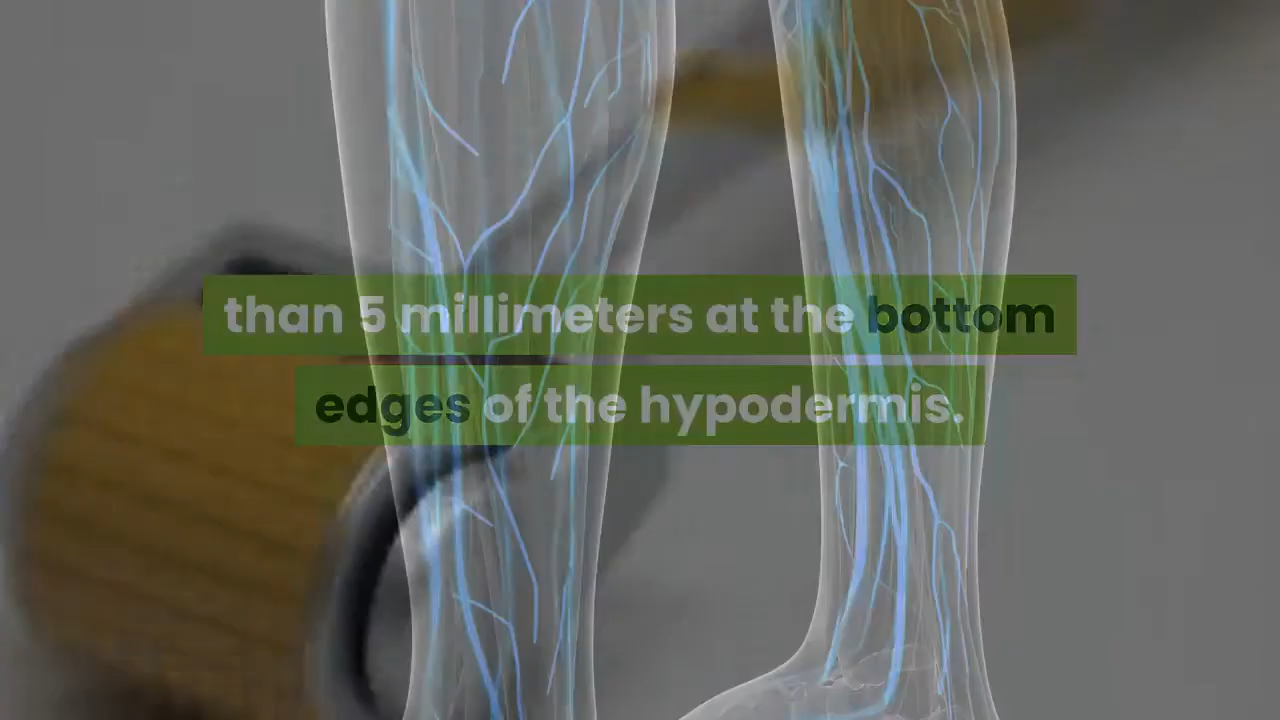 than 5 millimeters at the bottom
edges of the hypodermis.